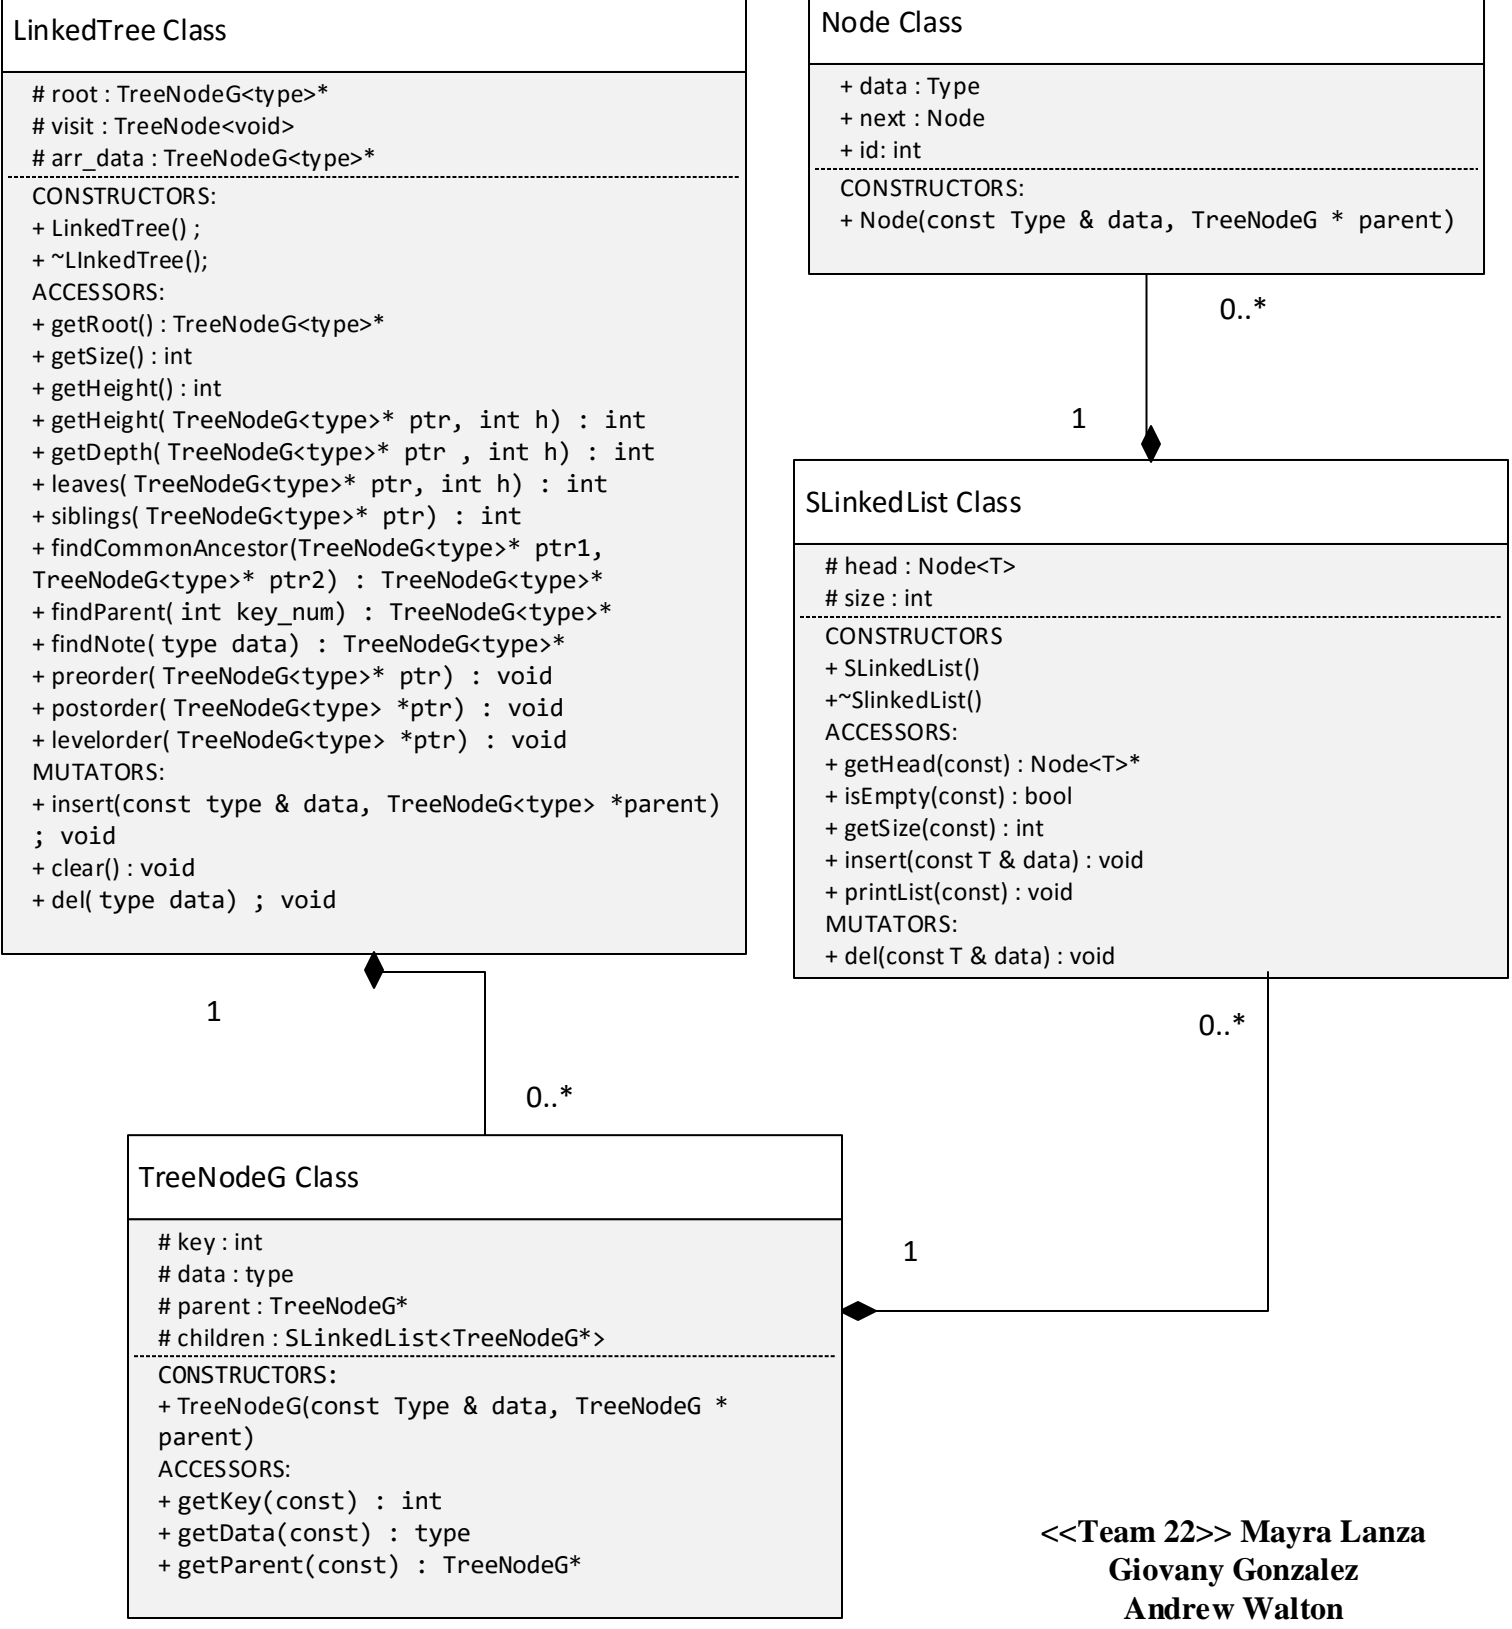 LinkedTree Class
# root : TreeNodeG<type>*
# visit : TreeNode<void>
# arr_data : TreeNodeG<type>*
CONSTRUCTORS:
+ LinkedTree() ;
+ ~LInkedTree();
ACCESSORS:
+ getRoot() : TreeNodeG<type>*
+ getSize() : int
+ getHeight() : int
+ getHeight( TreeNodeG<type>* ptr, int h) : int
+ getDepth( TreeNodeG<type>* ptr , int h) : int
+ leaves( TreeNodeG<type>* ptr, int h) : int
+ siblings( TreeNodeG<type>* ptr) : int
+ findCommonAncestor(TreeNodeG<type>* ptr1,
TreeNodeG<type>* ptr2) : TreeNodeG<type>*
+ findParent( int key_num) : TreeNodeG<type>*
+ findNote( type data) : TreeNodeG<type>*
+ preorder( TreeNodeG<type>* ptr) : void
+ postorder( TreeNodeG<type> *ptr) : void
+ levelorder( TreeNodeG<type> *ptr) : void
MUTATORS:
+ insert(const type & data, TreeNodeG<type> *parent)
; void
+ clear() : void
+ del( type data) ; void
1
0..*
Node Class
+ data : Type
+ next : Node
+ id: int
CONSTRUCTORS:
+ Node(const Type & data, TreeNodeG * parent)
0..*
1
SLinkedList Class
# head : Node<T>
# size : int
CONSTRUCTORS
+ SLinkedList()
+~SlinkedList()
ACCESSORS:
+ getHead(const) : Node<T>*
+ isEmpty(const) : bool
+ getSize(const) : int
+ insert(const T & data) : void
+ printList(const) : void
MUTATORS:
+ del(const T & data) : void
0..*
1
TreeNodeG Class
# key : int
# data : type
# parent : TreeNodeG*
# children : SLinkedList<TreeNodeG*>
CONSTRUCTORS:
+ TreeNodeG(const Type & data, TreeNodeG *
parent)
ACCESSORS:
+ getKey(const) : int
+ getData(const) : type
+ getParent(const) : TreeNodeG*
<<Team 22>> Mayra Lanza
Giovany Gonzalez
Andrew Walton